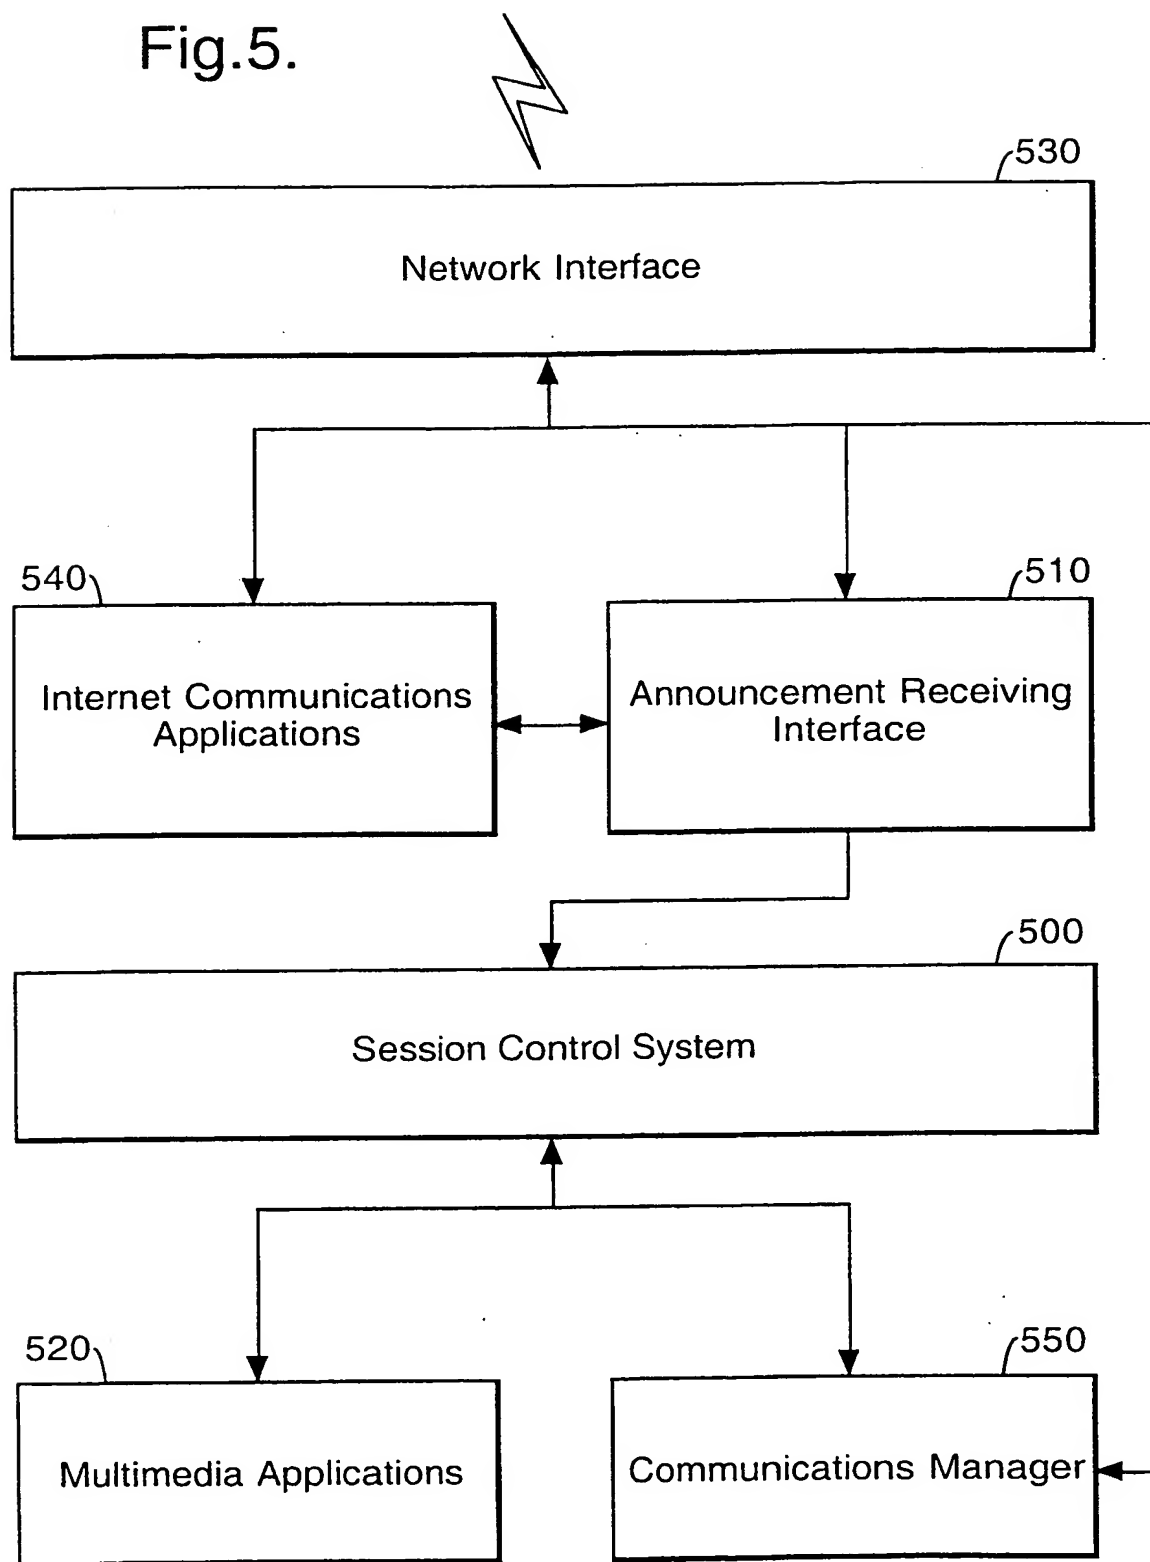 Fig.5.
530
Network Interface
540
510
Internet Communications
Applications
Announcement Receiving
Interface
500
Session Control System
520
550
Multimedia Applications
Communications Manager